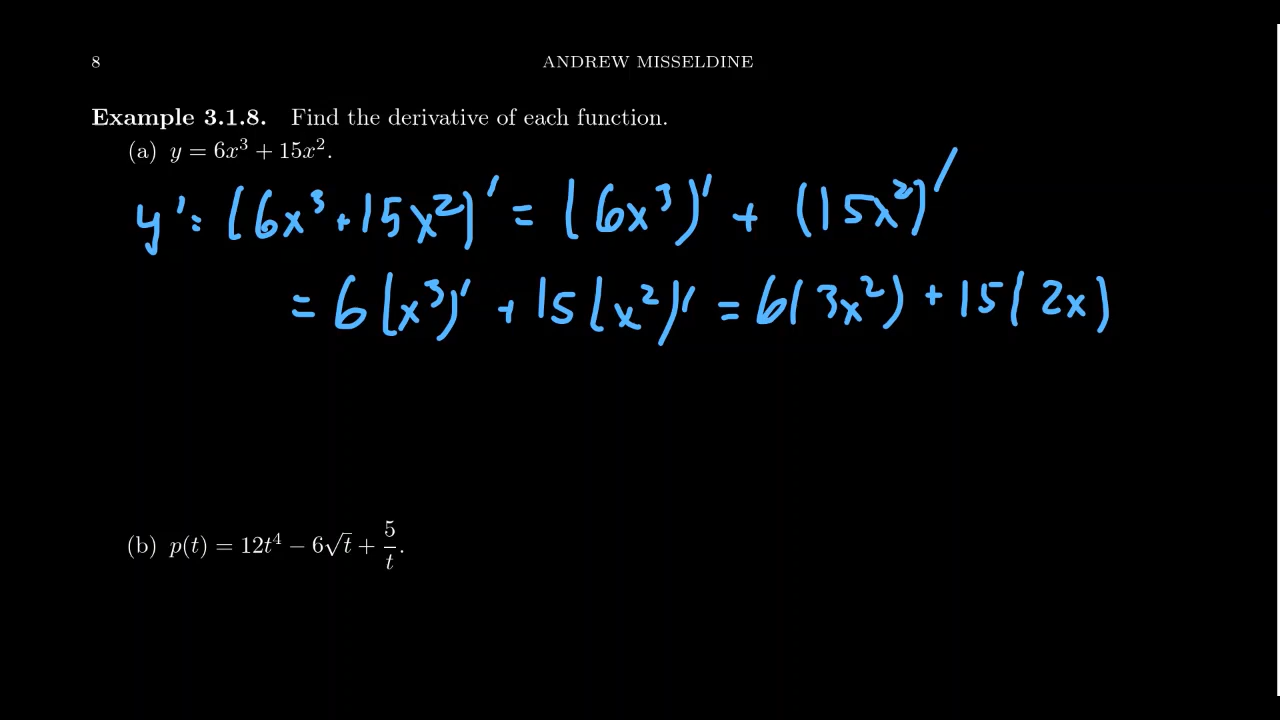 8 ANDREW MISSELDINE
Example 3.1.8. Find the derivative of each function.
(a) y = 6x³ + 15x².
y' = (6x³ + 15x²)' = (6x³)' + (15x²)'
= 6(x³)' + 15(x²)' = 6(3x²) + 15(2x)
(b) p(t) = 12t⁴ − 6√t + 5/t.